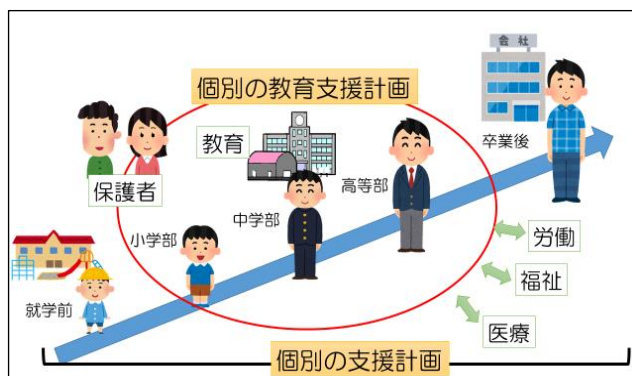 会社
個別の教育支援計画
教育
卒業後
高等部
保護者
中学部
小学部
労働
就学前
福祉
医療
個別の支援計画